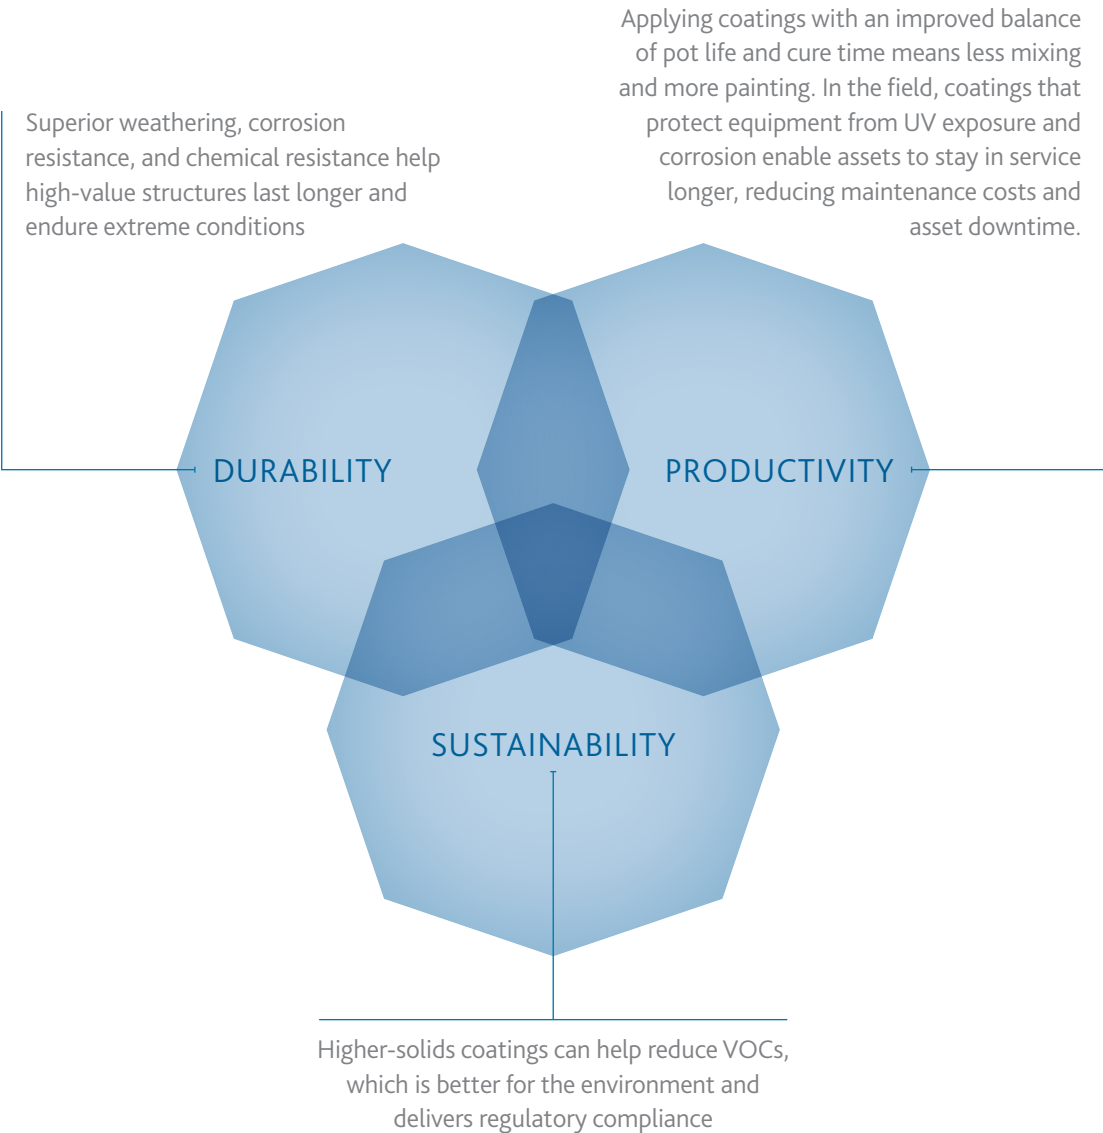 Applying coatings with an improved balance
of pot life and cure time means less mixing
and more painting. In the field, coatings that
protect equipment from UV exposure and
corrosion enable assets to stay in service
longer, reducing maintenance costs and
asset downtime.
Superior weathering, corrosion
resistance, and chemical resistance help
high-value structures last longer and
endure extreme conditions
DURABILITY
PRODUCTIVITY
SUSTAINABILITY
Higher-solids coatings can help reduce VOCs,
which is better for the environment and
delivers regulatory compliance